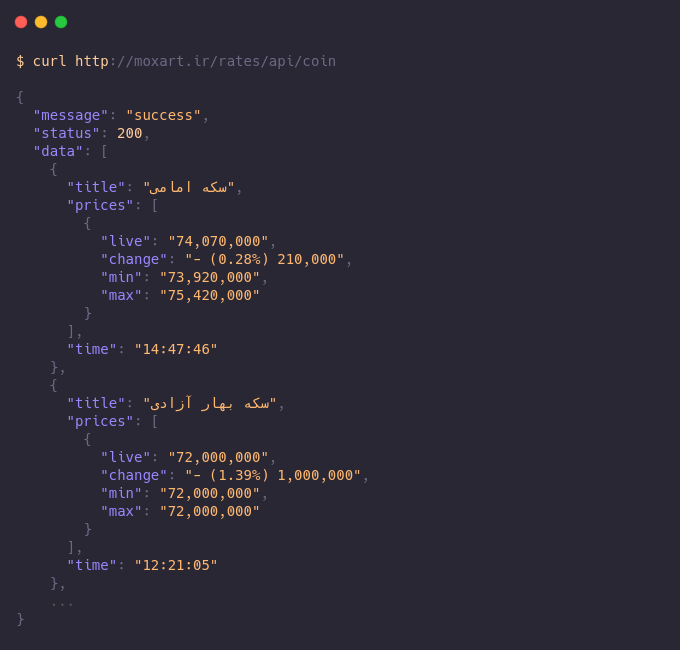 $ curl http://moxart.ir/rates/api/coin
{
"message": "success",
"status": 200,
"data": [
{
"title": "سکه امامی",
"prices": [
{
"live": "74,070,000",
"change": "- (0.28%) 210,000",
"min": "73,920,000",
"max": "75,420,000"
}
],
"time": "14:47:46"
},
{
"title": "سکه بهار آزادی",
"prices": [
{
"live": "72,000,000",
"change": "- (1.39%) 1,000,000",
"min": "72,000,000",
"max": "72,000,000"
}
],
"time": "12:21:05"
},
...
}